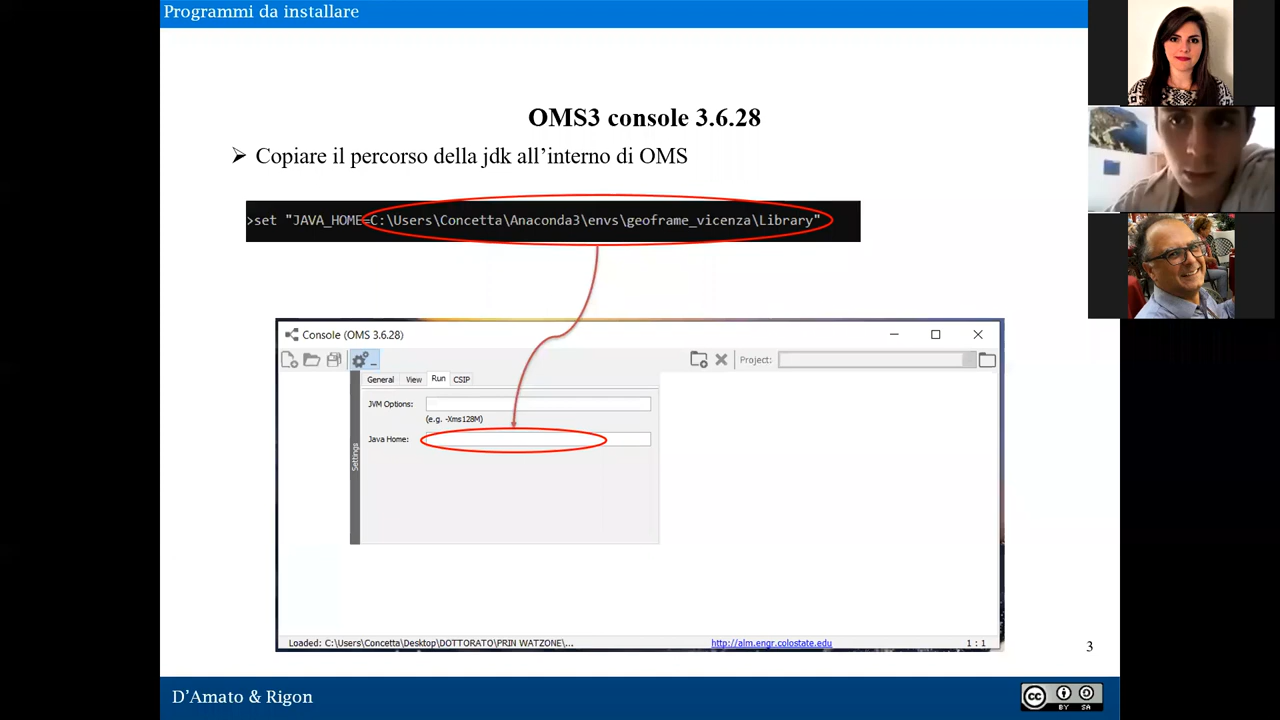 Programmi da installare
OMS3 console 3.6.28
Copiare il percorso della jdk all’interno di OMS
>set "JAVA_HOME=C:\Users\Concetta\Anaconda3\envs\geoframe_vicenza\Library"
Console (OMS 3.6.28)
Project:
General View Run CSIP
JVM Options:
(e.g. -Xms128M)
Java Home:
Settings
Loaded: C:\Users\Concetta\Desktop\DOTTORATO\PRIN WATZONE\... http://alm.engr.colostate.edu 1 : 1
3
D’Amato & Rigon
cc BY SA